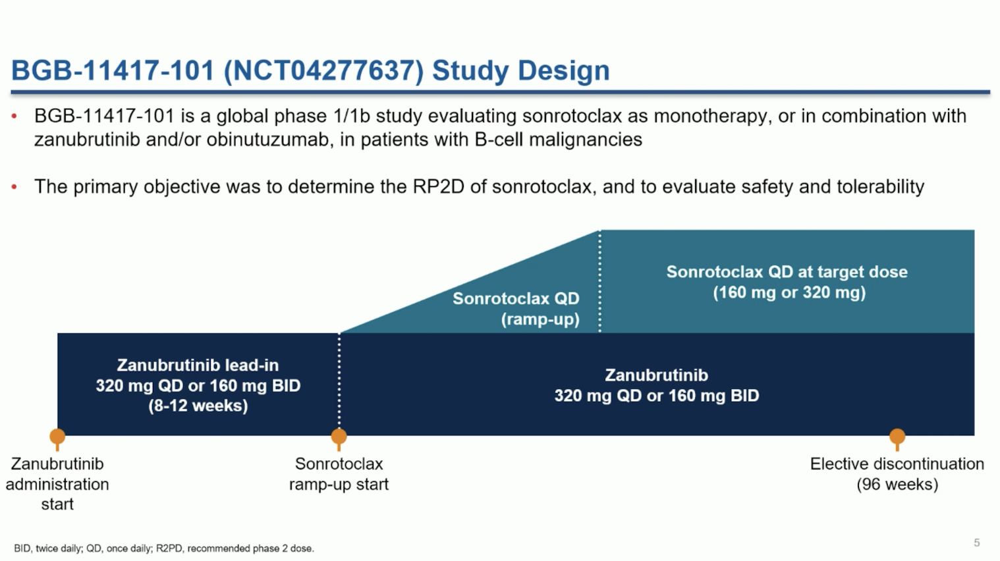 BGB-11417-101 (NCT04277637) Study Design
• BGB-11417-101 is a global phase 1/1b study evaluating sonrotoclax as monotherapy, or in combination with
zanubrutinib and/or obinutuzumab, in patients with B-cell malignancies
• The primary objective was to determine the RP2D of sonrotoclax, and to evaluate safety and tolerability
Sonrotoclax QD
(ramp-up)
Sonrotoclax QD at target dose
(160 mg or 320 mg)
Zanubrutinib lead-in
320 mg QD or 160 mg BID
(8-12 weeks)
Zanubrutinib
320 mg QD or 160 mg BID
Zanubrutinib
administration
start
Sonrotoclax
ramp-up start
Elective discontinuation
(96 weeks)
BID, twice daily; QD, once daily; R2PD, recommended phase 2 dose.
5